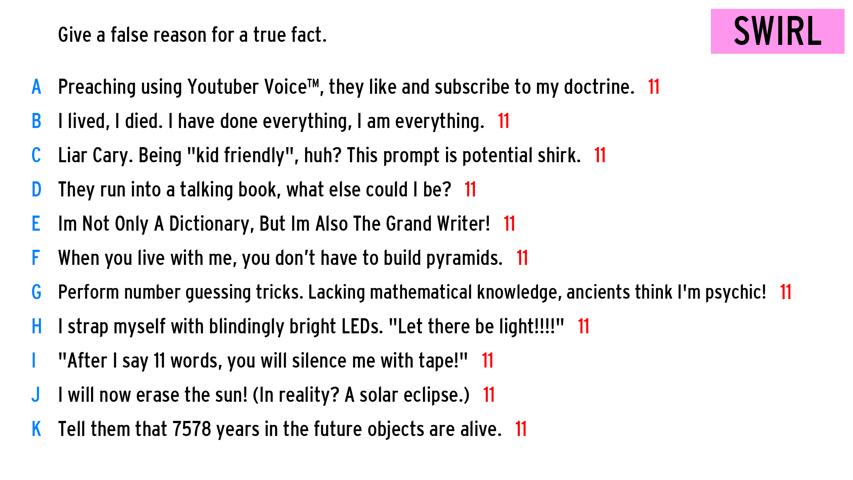 Give a false reason for a true fact.
SWIRL
A Preaching using Youtuber Voice™, they like and subscribe to my doctrine. 11
B I lived, I died. I have done everything, I am everything. 11
C Liar Cary. Being "kid friendly", huh? This prompt is potential shirk. 11
D They run into a talking book, what else could I be? 11
E Im Not Only A Dictionary, But Im Also The Grand Writer! 11
F When you live with me, you don't have to build pyramids. 11
G Perform number guessing tricks. Lacking mathematical knowledge, ancients think I'm psychic! 11
H I strap myself with blindingly bright LEDs. "Let there be light!!!!" 11
I "After I say 11 words, you will silence me with tape!" 11
J I will now erase the sun! (In reality? A solar eclipse.) 11
K Tell them that 7578 years in the future objects are alive. 11